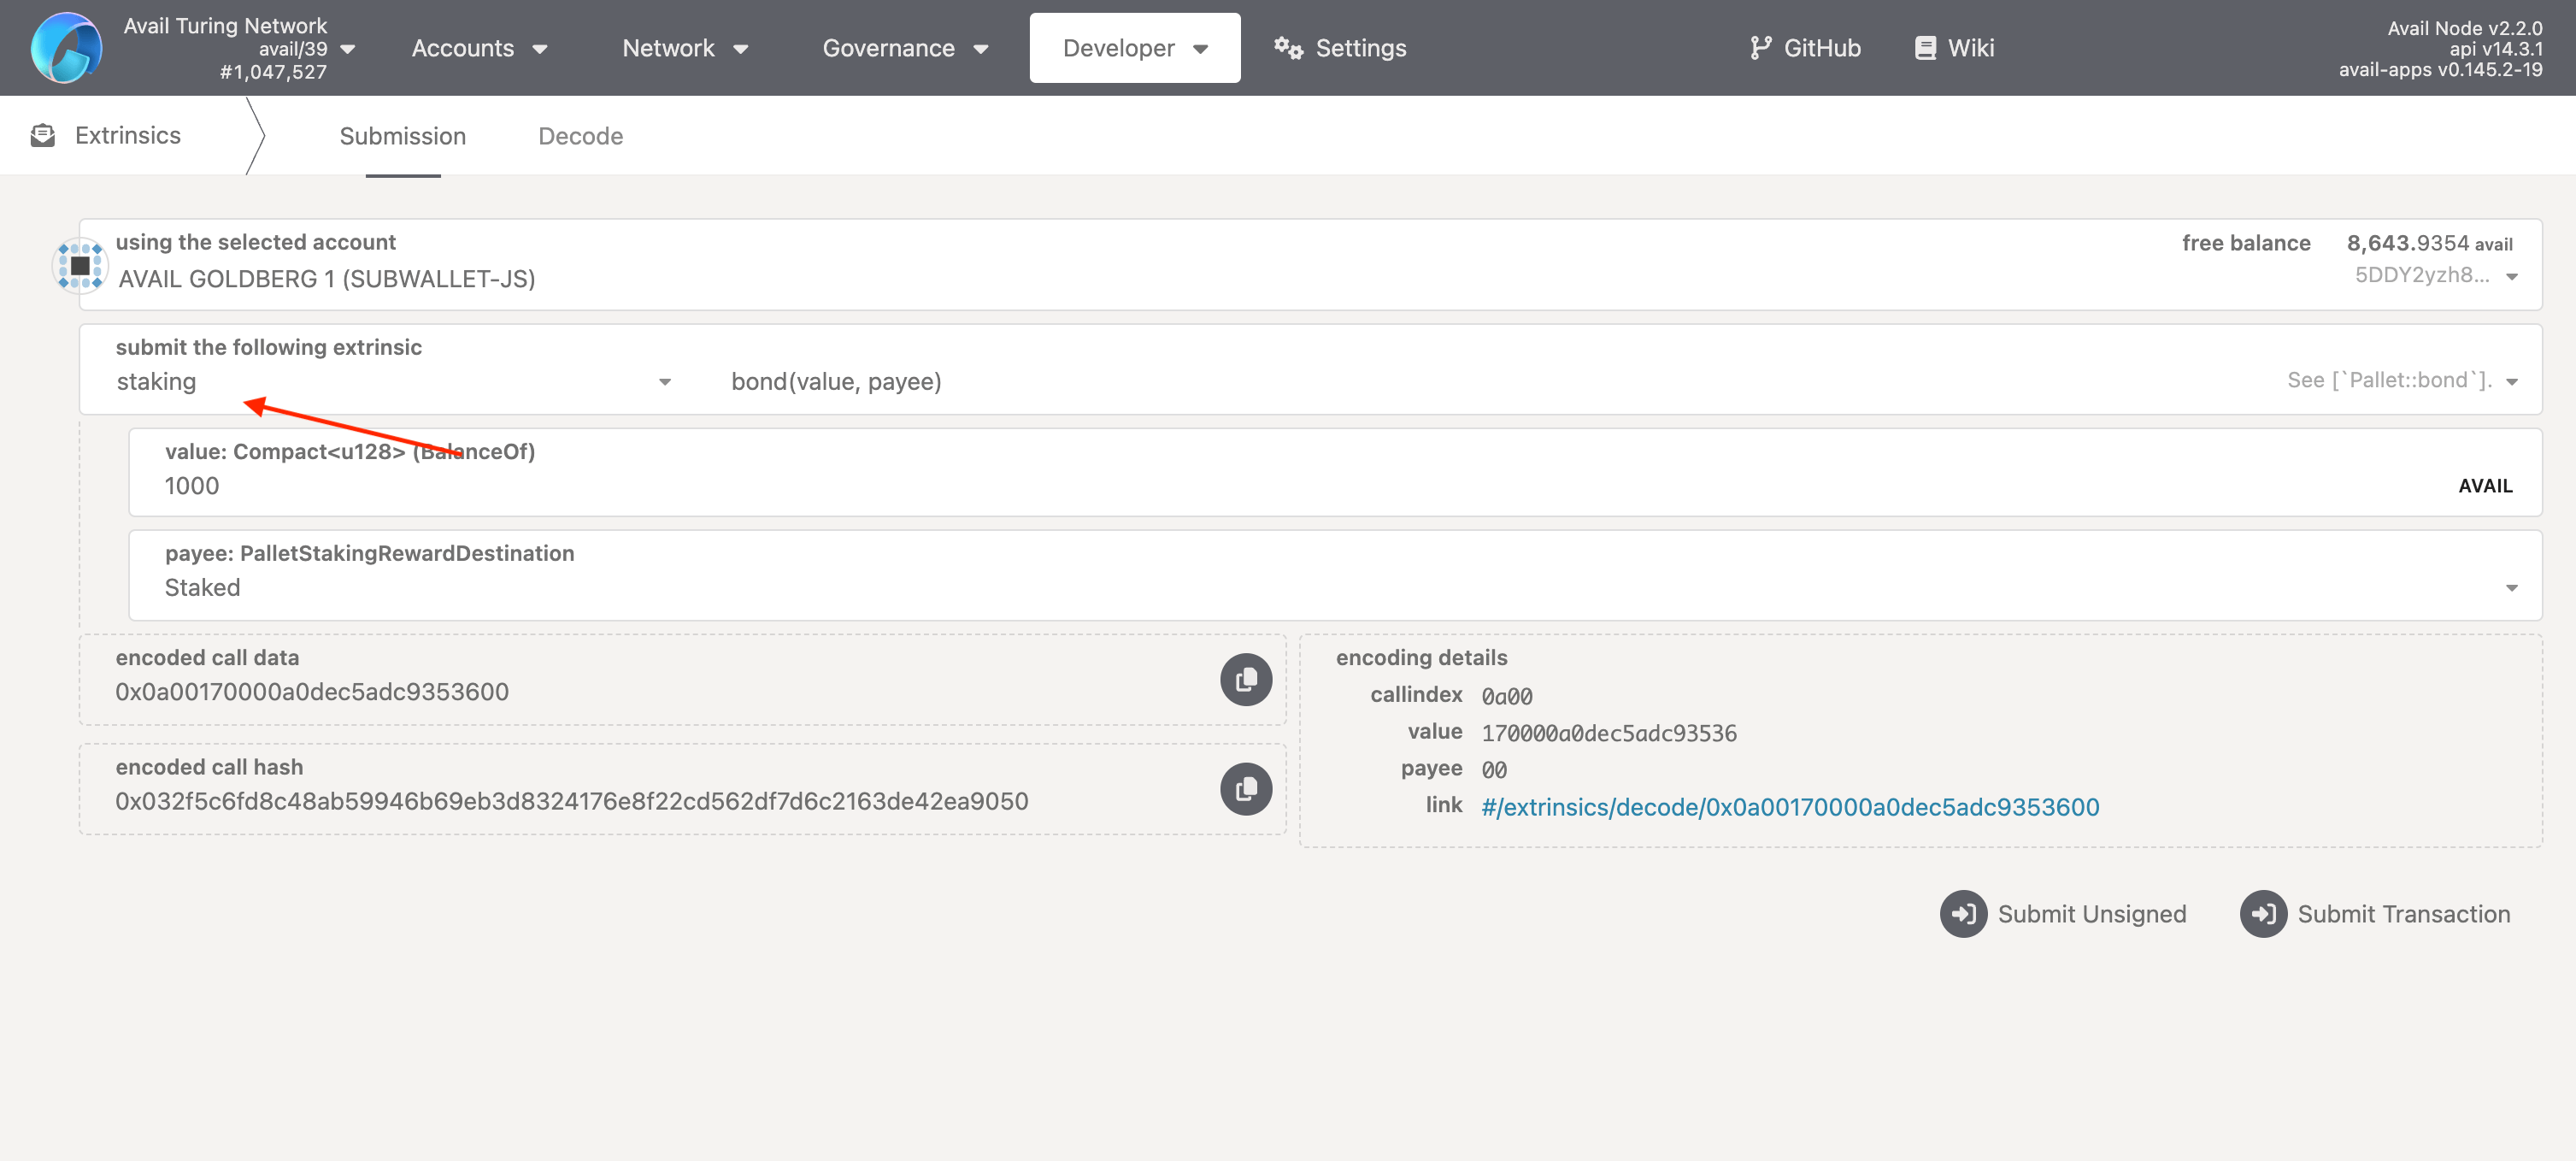 Avail Turing Network
avail/39
#1,047,527
Accounts
Network
Governance
Developer
Settings
GitHub
Wiki
Avail Node v2.2.0
api v14.3.1
avail-apps v0.145.2-19
Extrinsics
Submission
Decode
using the selected account
AVAIL GOLDBERG 1 (SUBWALLET-JS)
free balance 8,643.9354 avail
5DDY2yzh8...
submit the following extrinsic
staking
bond(value, payee)
See [`Pallet::bond`].
value: Compact<u128> (BalanceOf)
1000
AVAIL
payee: PalletStakingRewardDestination
Staked
encoded call data
0x0a00170000a0dec5adc9353600
encoded call hash
0x032f5c6fd8c48ab59946b69eb3d8324176e8f22cd562df7d6c2163de42ea9050
encoding details
callindex 0a00
value 170000a0dec5adc93536
payee 00
link #/extrinsics/decode/0x0a00170000a0dec5adc9353600
Submit Unsigned
Submit Transaction